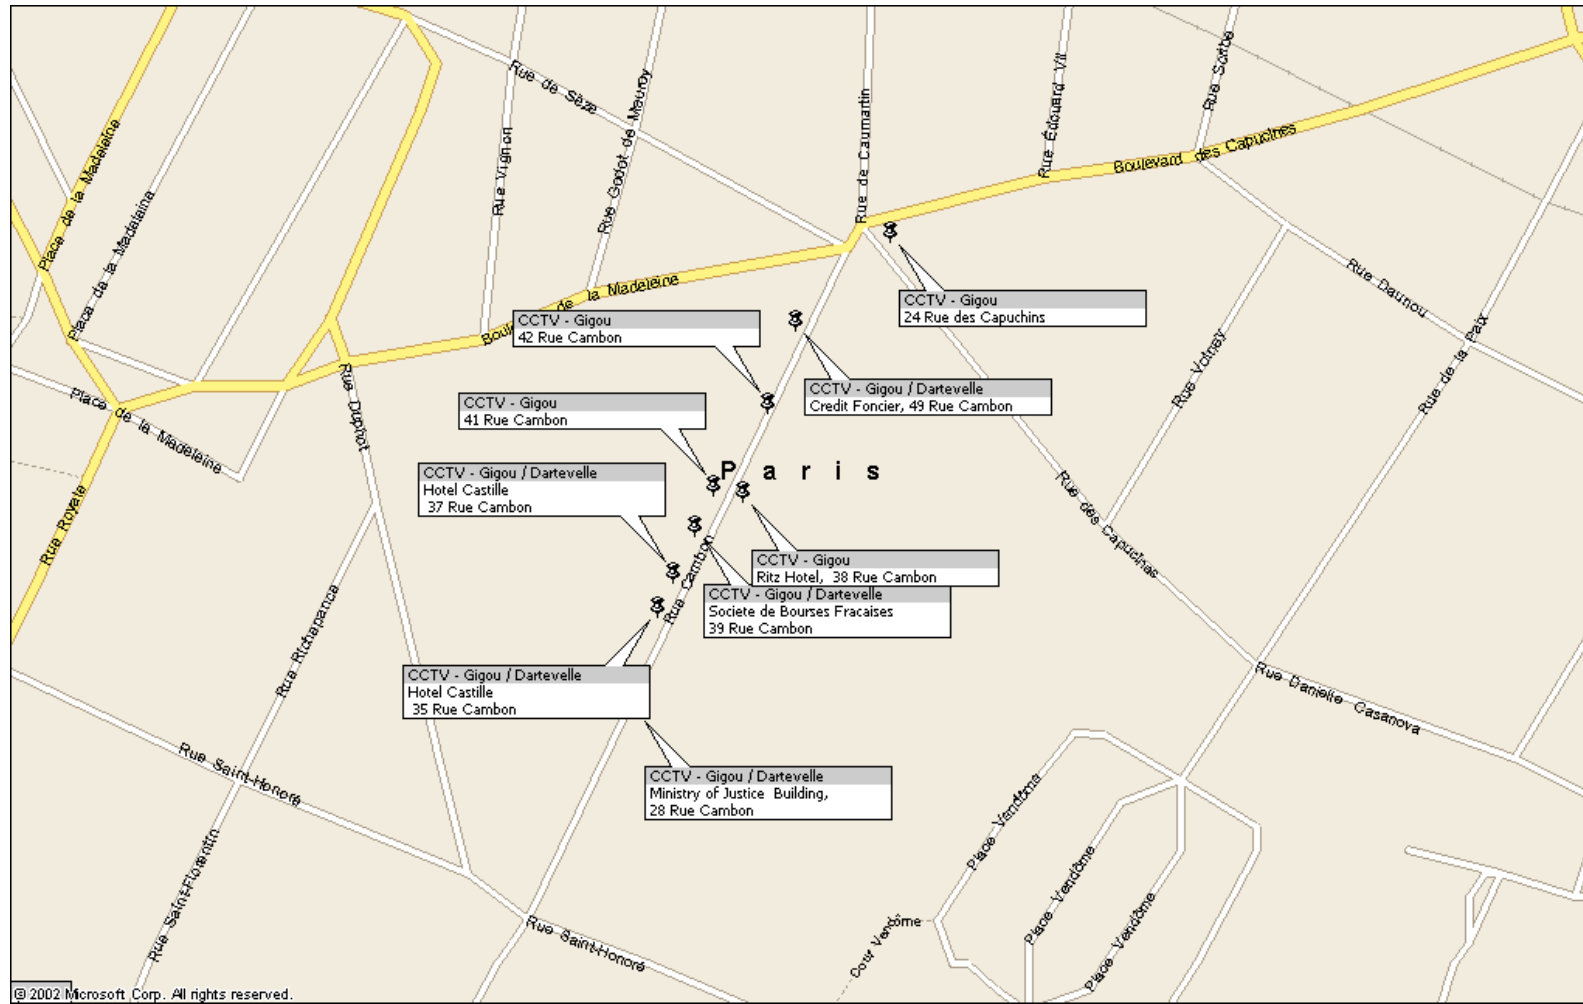 Rue de Sèze
Rue Vignon
Rue Godot de Mauroy
Rue de Caumartin
Rue Édouard VII
Rue Scribe
Boulevard des Capucines
Place de la Madeleine
Place de la Madeleine
CCTV - Gigou
24 Rue des Capuchins
de la Madeleine
CCTV - Gigou
42 Rue Cambon
Rue Daunou
Rue Volney
Rue de la Paix
Rue Duphot
CCTV - Gigou / Dartevelle
Credit Foncier, 49 Rue Cambon
CCTV - Gigou
41 Rue Cambon
Place de la Madeleine
Paris
CCTV - Gigou / Dartevelle
Hotel Castille
37 Rue Cambon
Rue Royale
Rue des Capucines
Rue Cambon
CCTV - Gigou
Ritz Hotel, 38 Rue Cambon
CCTV - Gigou / Dartevelle
Societe de Bourses Fracaises
39 Rue Cambon
Rue Richepance
CCTV - Gigou / Dartevelle
Hotel Castille
35 Rue Cambon
Rue Danielle Casanova
Rue Saint-Honoré
CCTV - Gigou / Dartevelle
Ministry of Justice Building,
28 Rue Cambon
Place Vendôme
Place Vendôme
Place Vendôme
Rue Saint-Florentin
Rue Saint-Honoré
Cour Vendôme
© 2002 Microsoft Corp. All rights reserved.